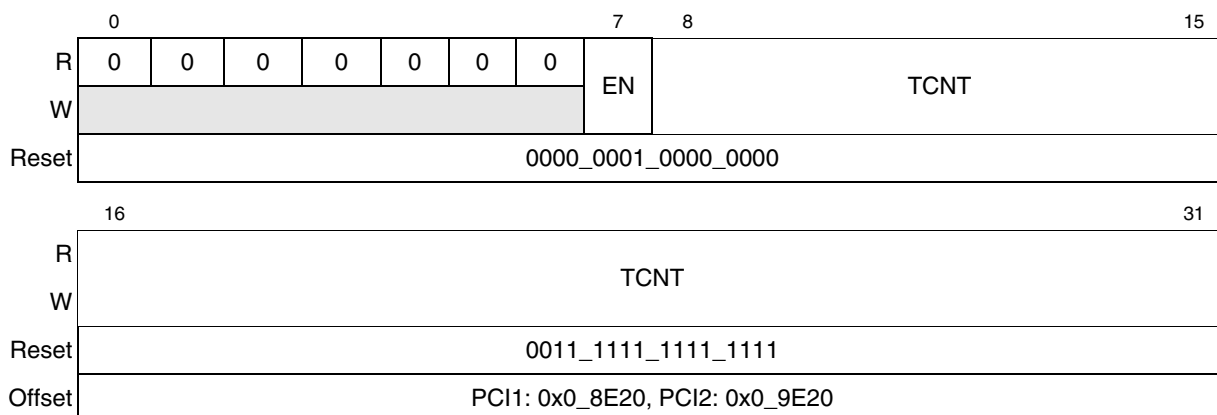 0 7 8 15
R 0 0 0 0 0 0 0 EN TCNT
W
Reset 0000_0001_0000_0000
16 31
R TCNT
W
Reset 0011_1111_1111_1111
Offset PCI1: 0x0_8E20, PCI2: 0x0_9E20